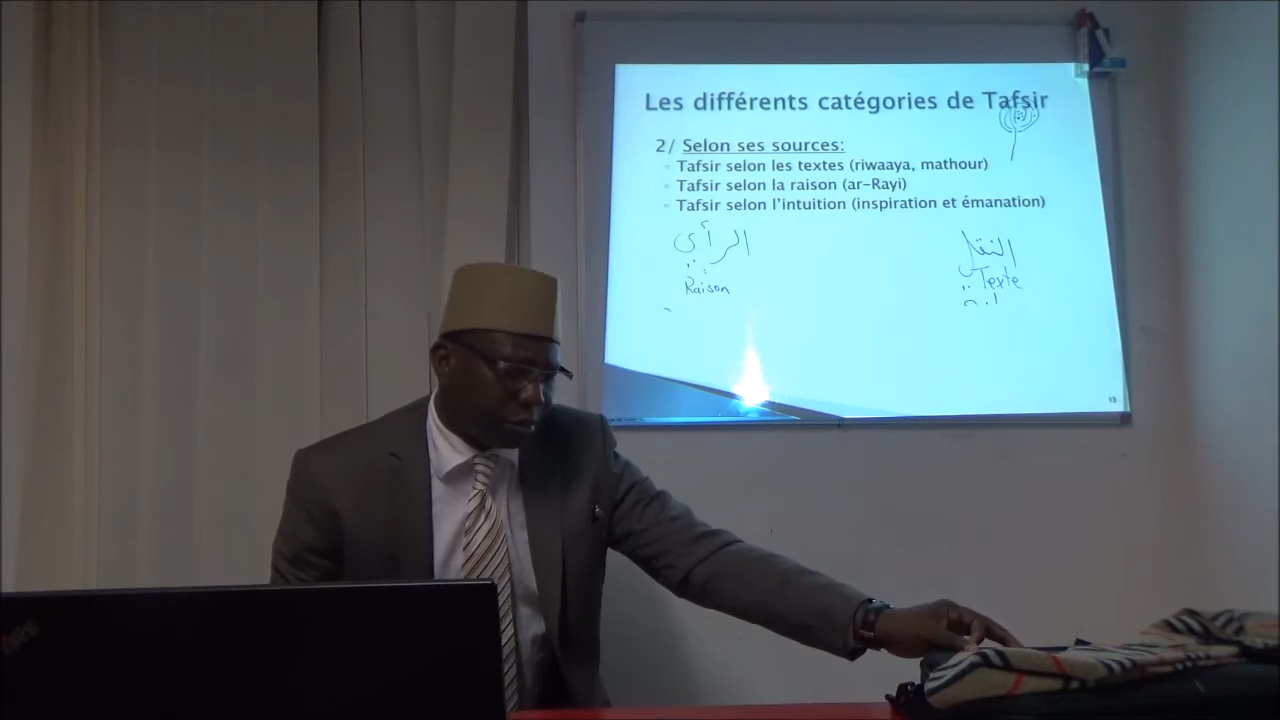 Les différents catégories de Tafsir
2/ Selon ses sources:
◦ Tafsir selon les textes (riwaaya, mathour)
◦ Tafsir selon la raison (ar-Rayi)
◦ Tafsir selon l'intuition (inspiration et émanation)
الرأي
النقل
Raison
Texte
13